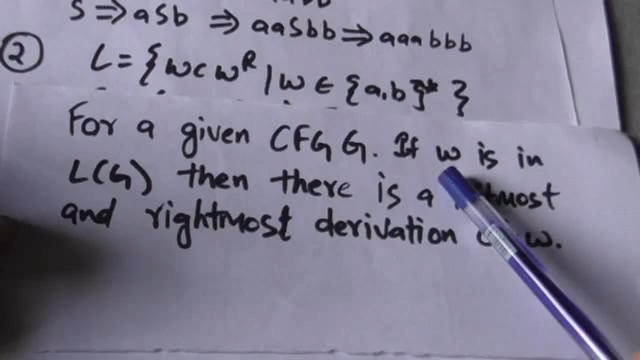 S ⇒ aSb ⇒ aaSbb ⇒ aaabbb
② L = { wcw^R | w ∈ {a,b}* }
For a given CFG G. If w is in
L(G) then there is a
and rightmost derivation w.